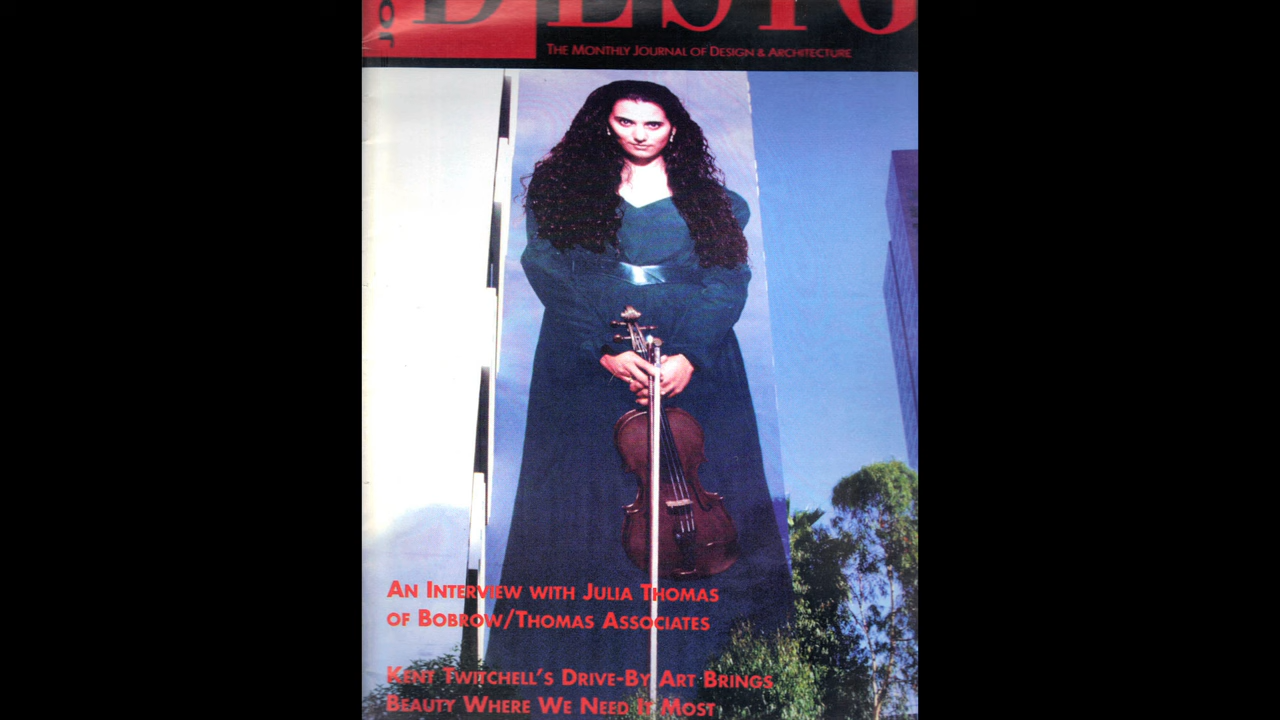 DESIG
THE MONTHLY JOURNAL OF DESIGN & ARCHITECTURE
AN INTERVIEW WITH JULIA THOMAS
OF BOBROW/THOMAS ASSOCIATES
KENT TWITCHELL'S DRIVE-BY ART BRINGS
BEAUTY WHERE WE NEED IT MOST